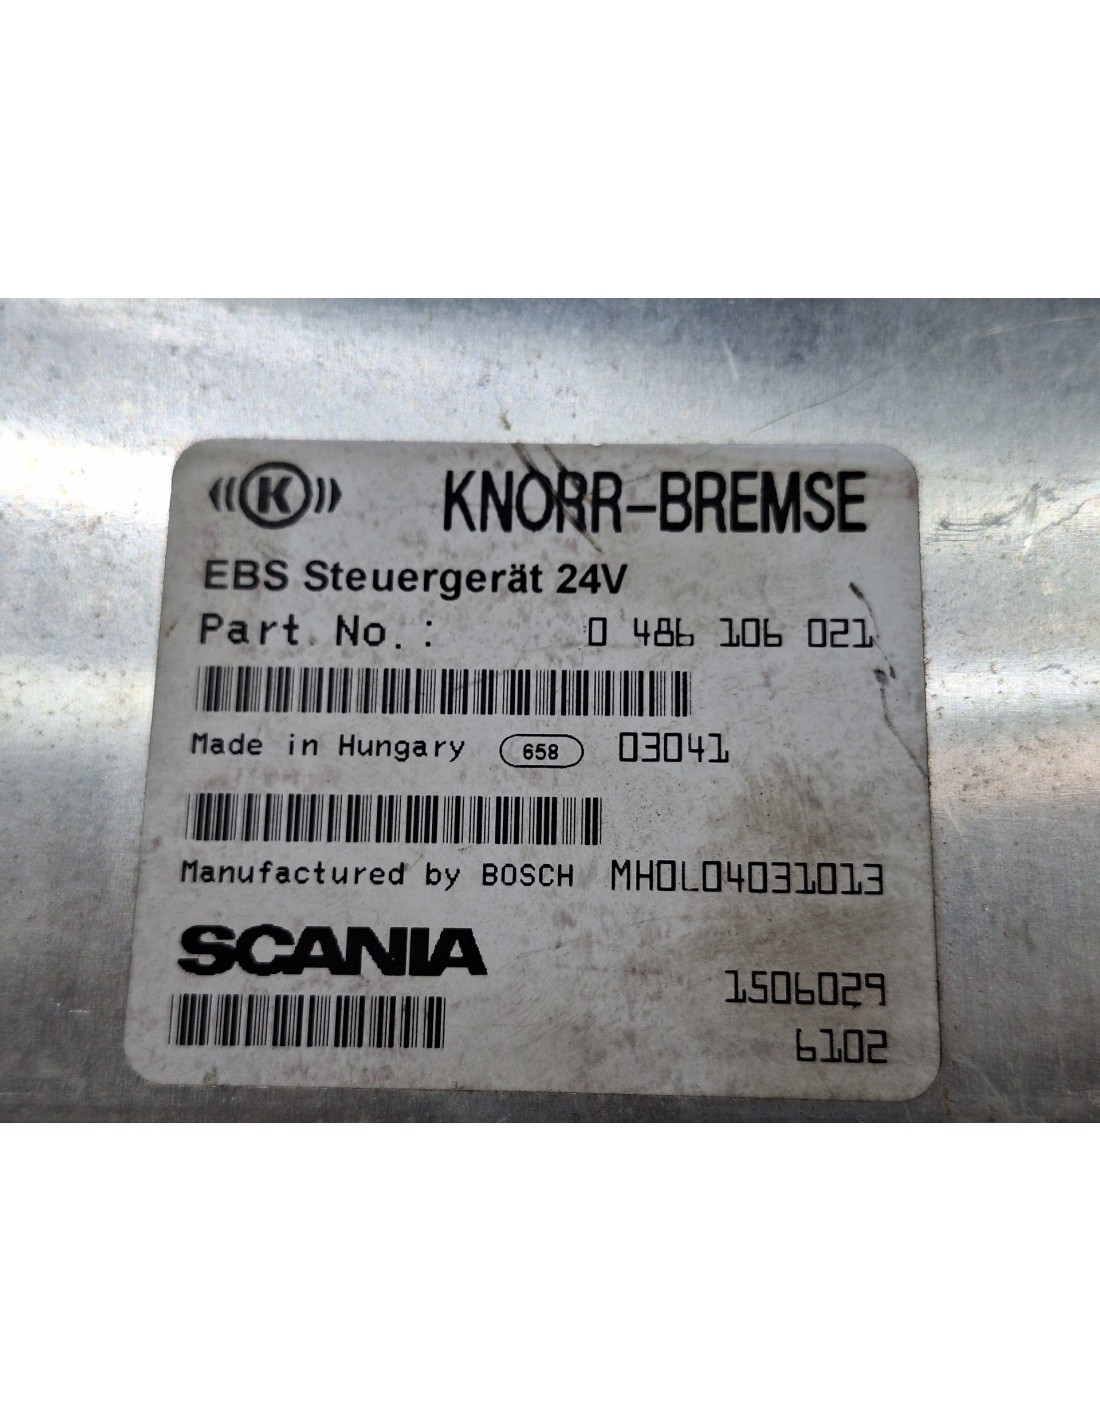 K KNORR-BREMSE
EBS Steuergerät 24V
Part No.: 0 486 106 021
Made in Hungary 658 03041
Manufactured by BOSCH MH0L04031013
SCANIA
1506029
6102